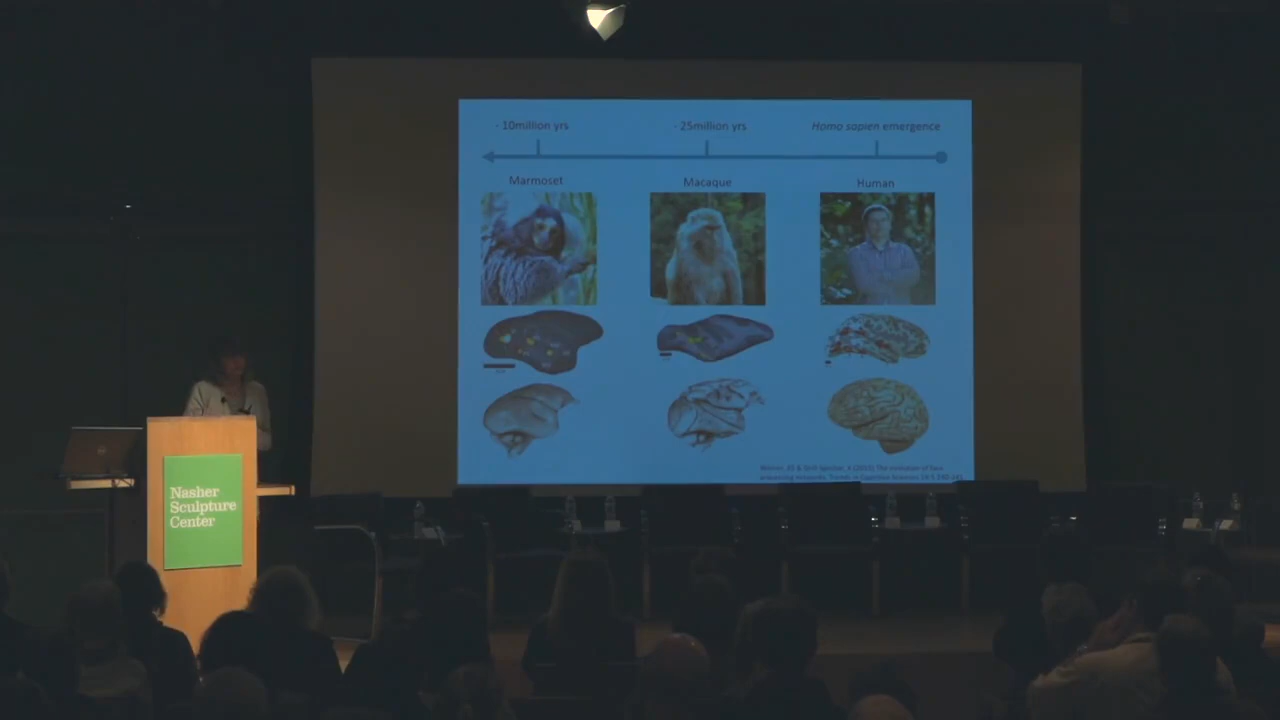 - 10million yrs
- 25million yrs
Homo sapien emergence
Marmoset
Macaque
Human
Nasher
Sculpture
Center